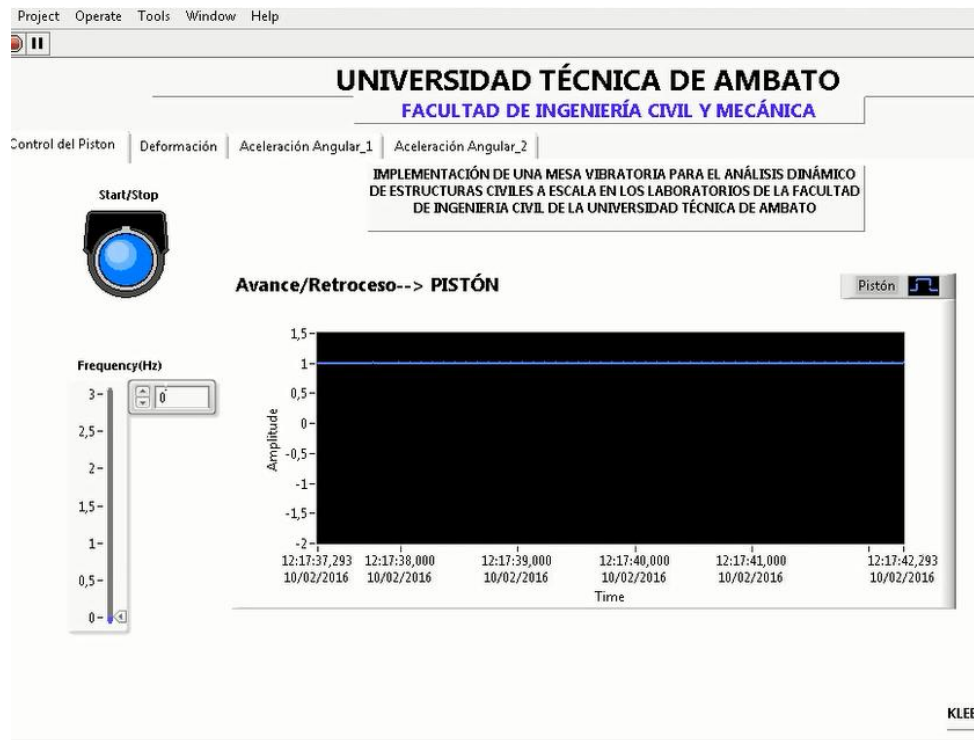 Project Operate Tools Window Help
UNIVERSIDAD TÉCNICA DE AMBATO
FACULTAD DE INGENIERÍA CIVIL Y MECÁNICA
Control del Piston Deformación Aceleración Angular_1 Aceleración Angular_2
IMPLEMENTACIÓN DE UNA MESA VIBRATORIA PARA EL ANÁLISIS DINÁMICO
DE ESTRUCTURAS CIVILES A ESCALA EN LOS LABORATORIOS DE LA FACULTAD
DE INGENIERIA CIVIL DE LA UNIVERSIDAD TÉCNICA DE AMBATO
Start/Stop
Avance/Retroceso--> PISTÓN
Pistón
Frequency(Hz)
0
3
2,5
2
1,5
1
0,5
0
Amplitude
1,5
1
0,5
0
-0,5
-1
-1,5
-2
12:17:37,293 12:17:38,000 12:17:39,000 12:17:40,000 12:17:41,000 12:17:42,293
10/02/2016 10/02/2016 10/02/2016 10/02/2016 10/02/2016 10/02/2016
Time